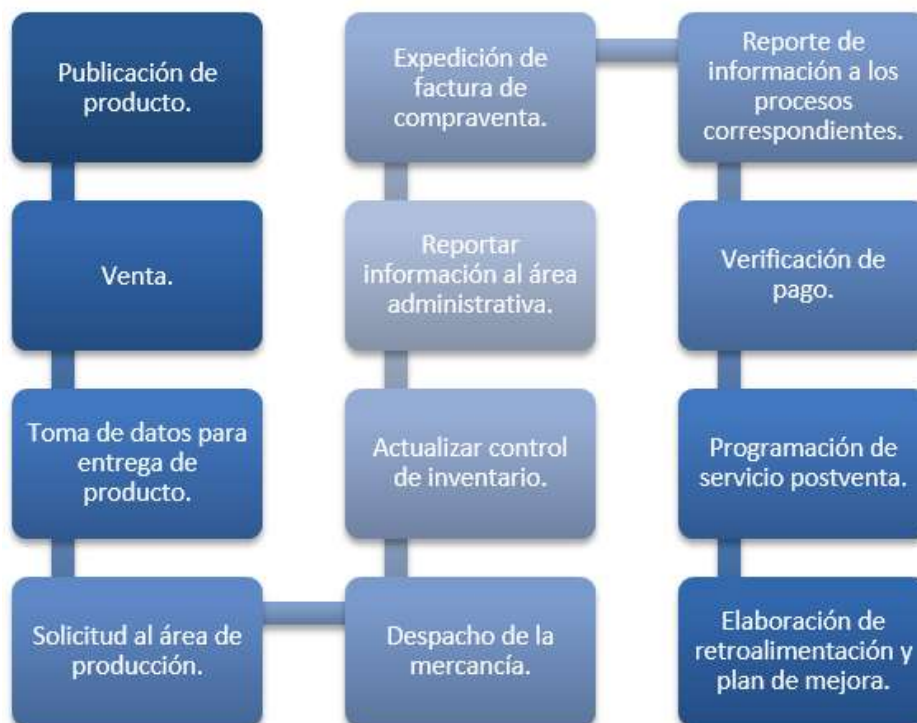 Publicación de
producto.
Venta.
Toma de datos para
entrega de
producto.
Solicitud al área de
producción.
Despacho de la
mercancía.
Actualizar control
de inventario.
Reportar
información al área
administrativa.
Expedición de
factura de
compraventa.
Reporte de
información a los
procesos
correspondientes.
Verificación de
pago.
Programación de
servicio postventa.
Elaboración de
retroalimentación y
plan de mejora.